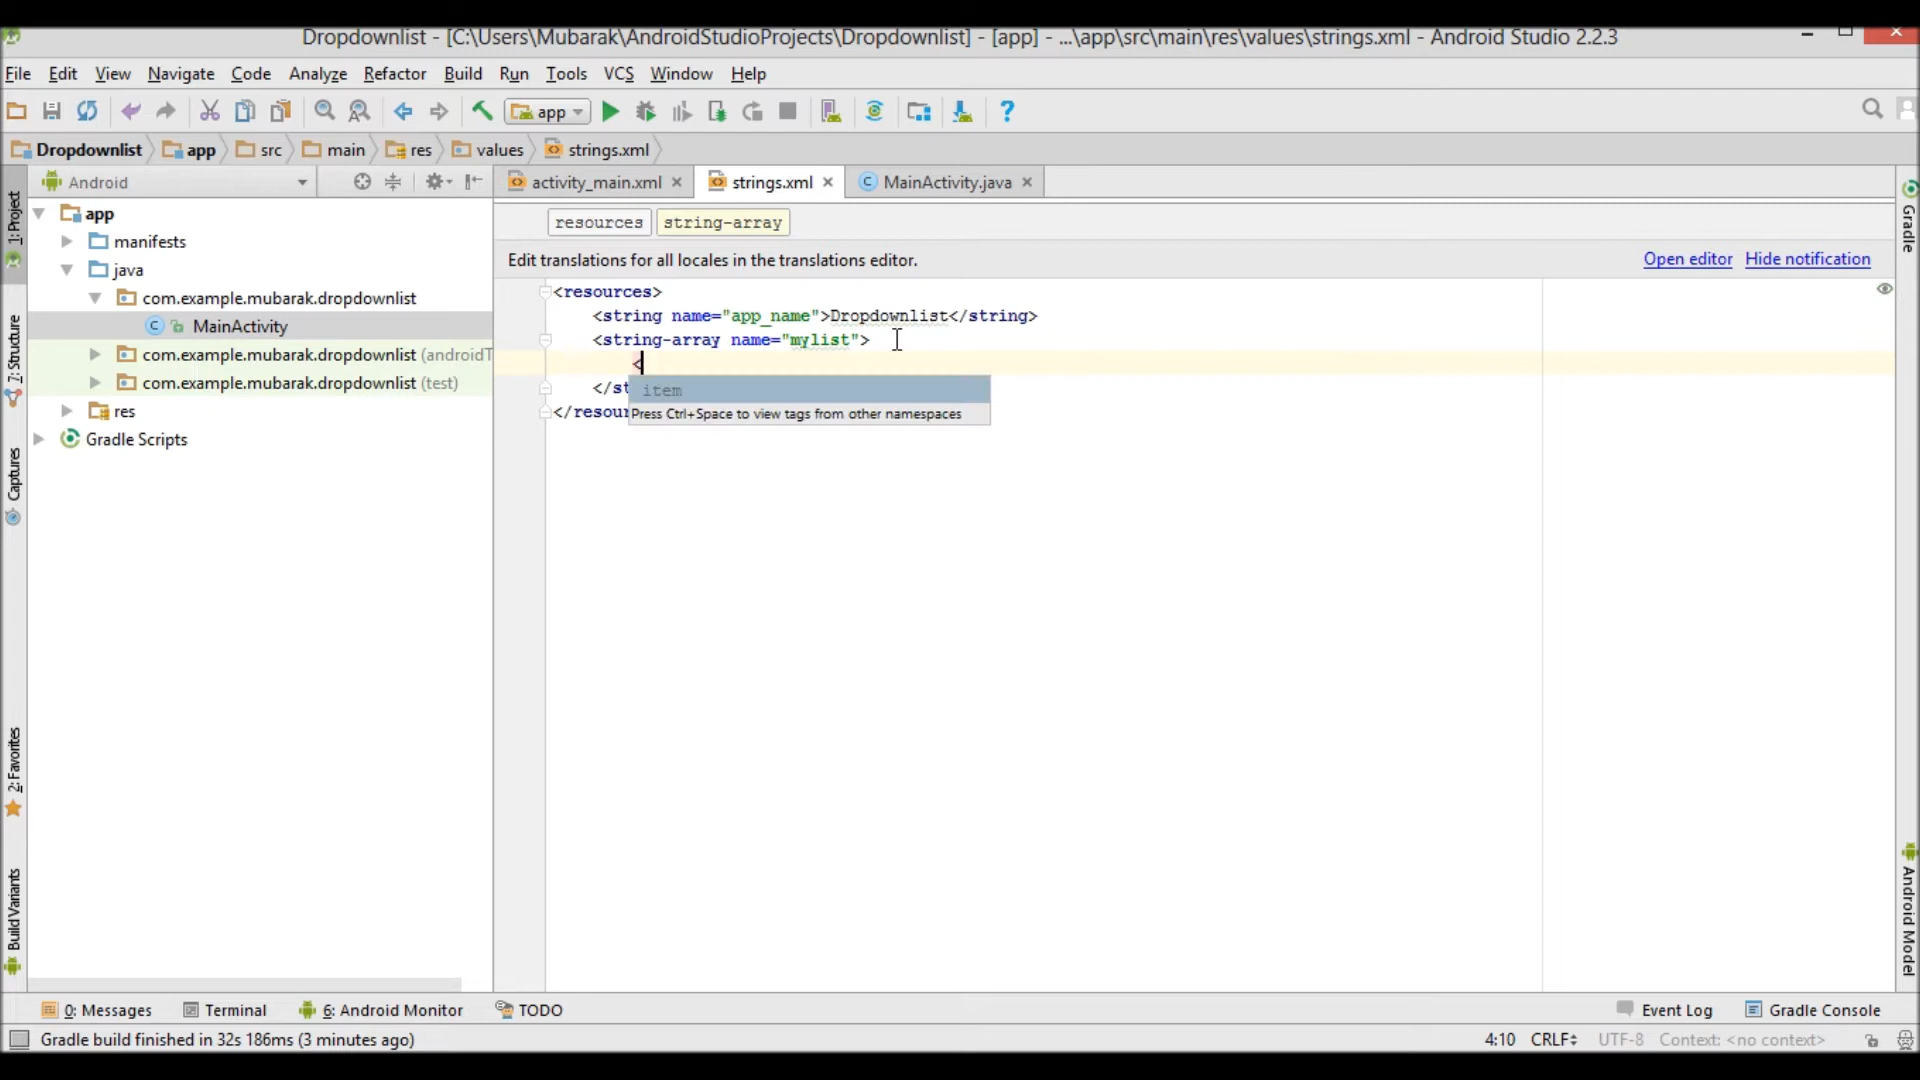 Dropdownlist - [C:\Users\Mubarak\AndroidStudioProjects\Dropdownlist] - [app] - ...\app\src\main\res\values\strings.xml - Android Studio 2.2.3
File Edit View Navigate Code Analyze Refactor Build Run Tools VCS Window Help
app
Dropdownlist app src main res values strings.xml
Android
activity_main.xml strings.xml MainActivity.java
1: Project
7: Structure
Captures
2: Favorites
Build Variants
app
manifests
java
com.example.mubarak.dropdownlist
MainActivity
com.example.mubarak.dropdownlist (androidT
com.example.mubarak.dropdownlist (test)
res
Gradle Scripts
resources string-array
Edit translations for all locales in the translations editor. Open editor Hide notification
<resources>
<string name="app_name">Dropdownlist</string>
<string-array name="mylist">
<
</st
item
</resour
Press Ctrl+Space to view tags from other namespaces
Gradle
Android Model
0: Messages Terminal 6: Android Monitor TODO Event Log Gradle Console
Gradle build finished in 32s 186ms (3 minutes ago) 4:10 CRLF UTF-8 Context: <no context>